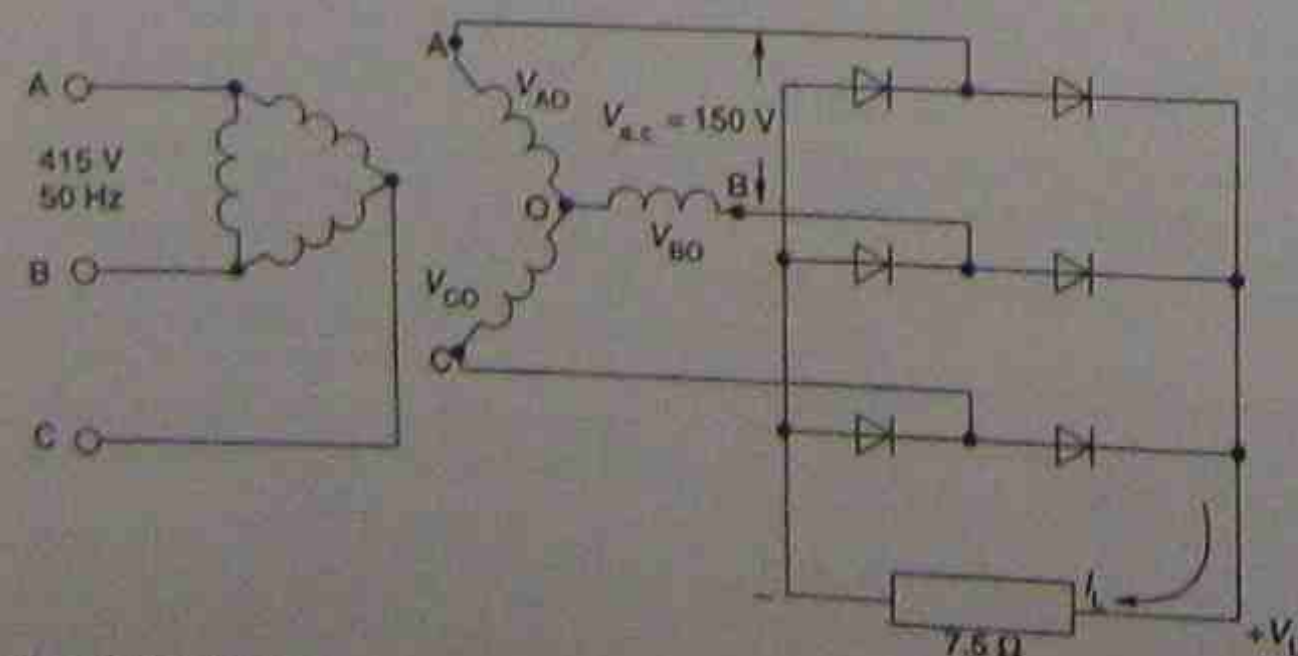 A
A
V_AO
V_a.c = 150 V
415 V
50 Hz
B
O
B
V_BO
V_CO
C
C
−
I_L
7.5 Ω
+V_L